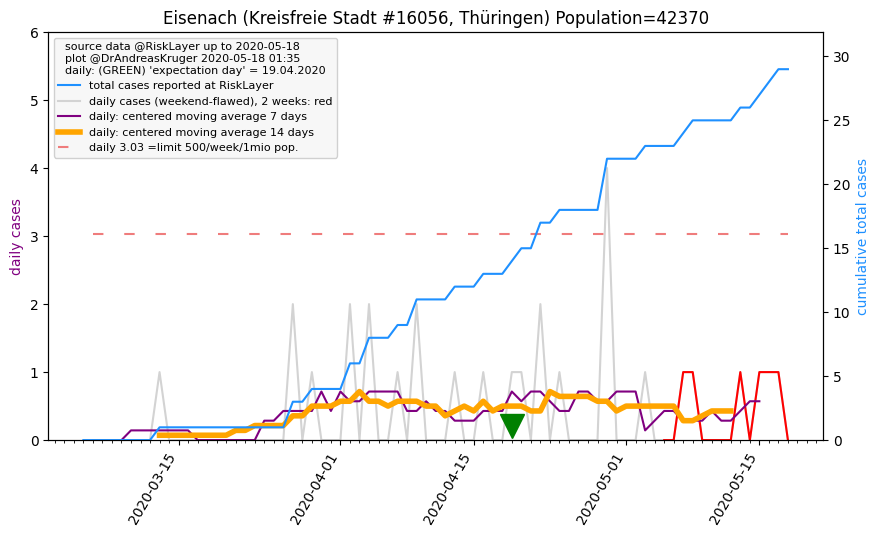 Eisenach (Kreisfreie Stadt #16056, Thüringen) Population=42370
source data @RiskLayer up to 2020-05-18
plot @DrAndreasKruger 2020-05-18 01:35
daily: (GREEN) 'expectation day' = 19.04.2020
total cases reported at RiskLayer
daily cases (weekend-flawed), 2 weeks: red
daily: centered moving average 7 days
daily: centered moving average 14 days
daily 3.03 =limit 500/week/1mio pop.
daily cases
6
5
4
3
2
1
0
30
25
20
15
10
5
0
cumulative total cases
2020-03-15
2020-04-01
2020-04-15
2020-05-01
2020-05-15